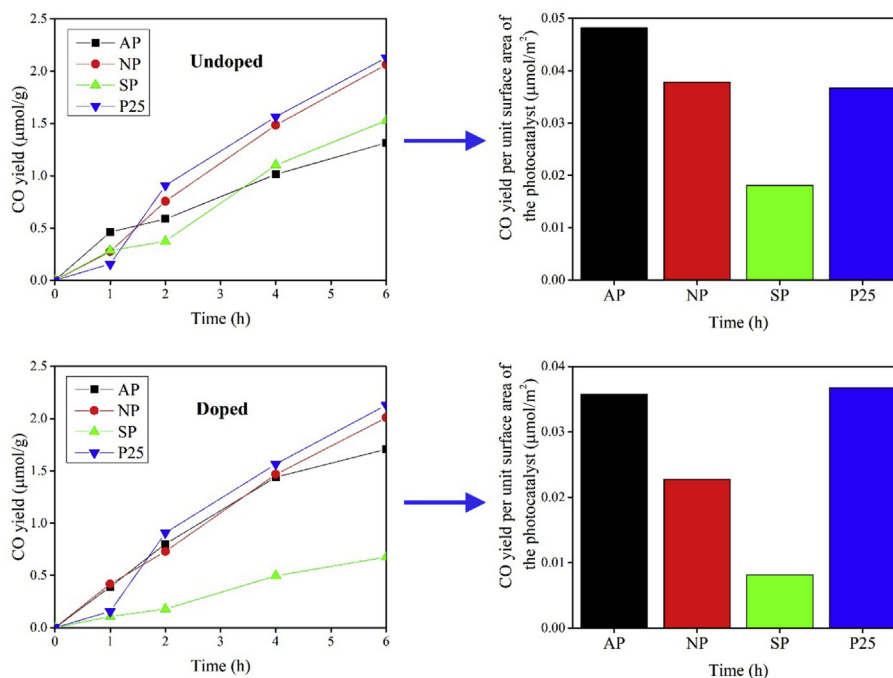 2.5
2.0
1.5
1.0
0.5
0.0
CO yield (μmol/g)
AP
NP
SP
P25
Undoped
0 1 2 4 6
Time (h)
0.05
0.04
0.03
0.02
0.01
0.00
CO yield per unit surface area of
the photocatalyst (μmol/m²)
AP NP SP P25
Time (h)
2.5
2.0
1.5
1.0
0.5
0.0
CO yield (μmol/g)
AP
NP
SP
P25
Doped
0 1 2 4 6
Time (h)
0.04
0.03
0.02
0.01
0.00
CO yield per unit surface area of
the photocatalyst (μmol/m²)
AP NP SP P25
Time (h)